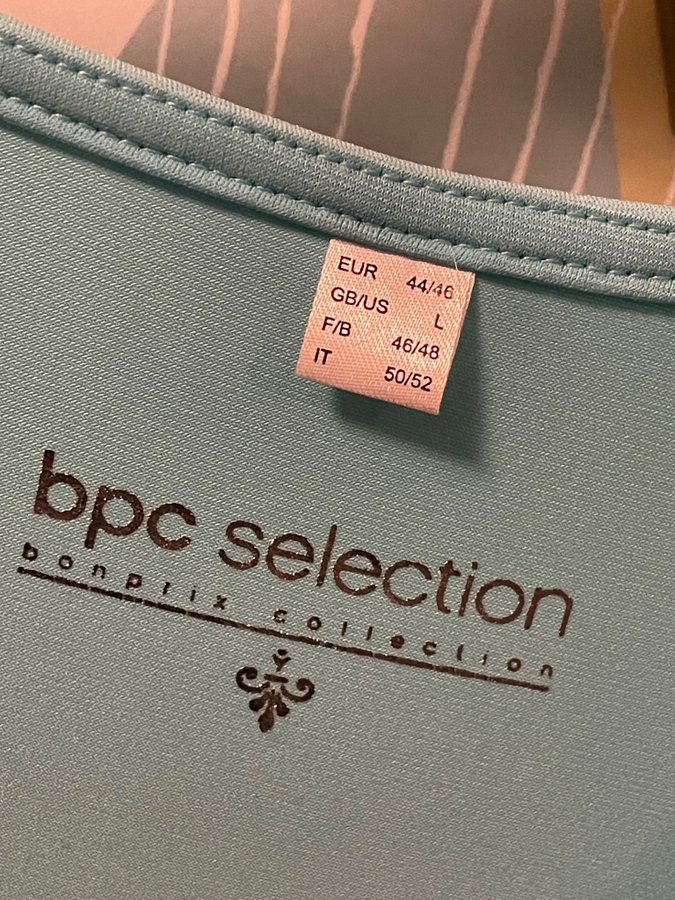 EUR 44/46
GB/US L
F/B 46/48
IT 50/52
bpc selection
bonprix collection